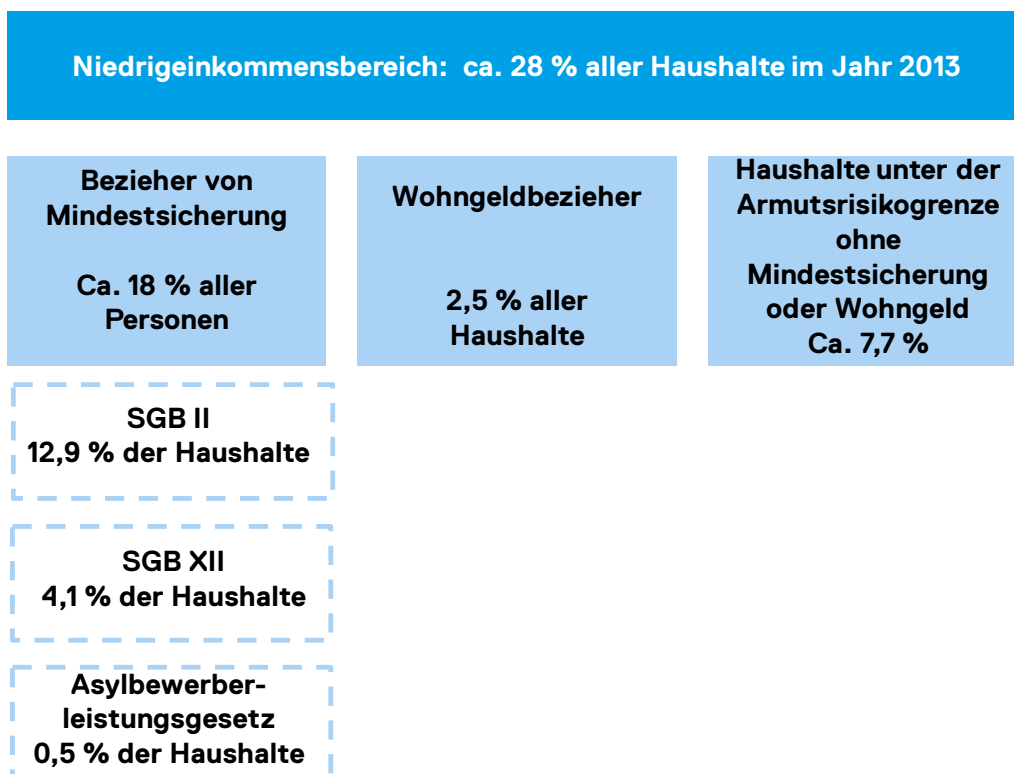 Niedrigeinkommensbereich: ca. 28 % aller Haushalte im Jahr 2013
Bezieher von
Mindestsicherung
Ca. 18 % aller
Personen
Wohngeldbezieher
2,5 % aller
Haushalte
Haushalte unter der
Armutsrisikogrenze
ohne
Mindestsicherung
oder Wohngeld
Ca. 7,7 %
SGB II
12,9 % der Haushalte
SGB XII
4,1 % der Haushalte
Asylbewerber-
leistungsgesetz
0,5 % der Haushalte